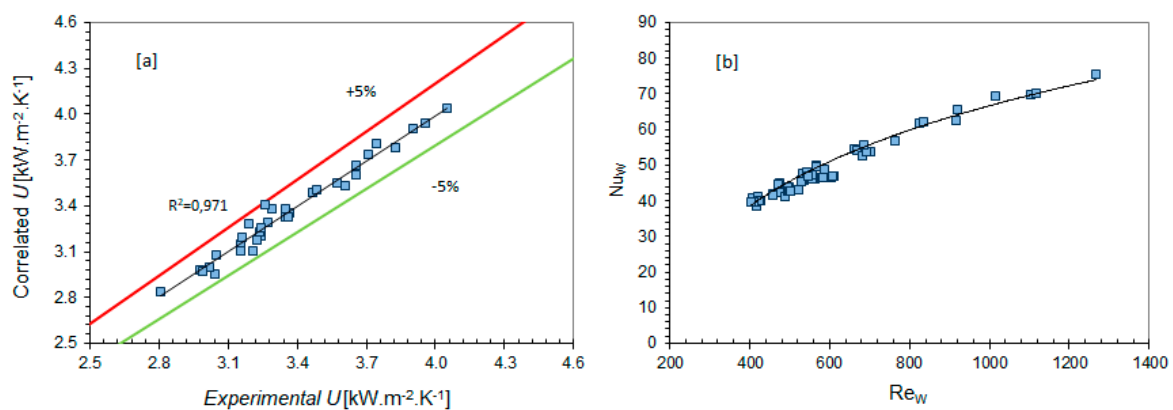 4.6
4.3
4.0
3.7
3.4
3.1
2.8
2.5
Correlated U [kW.m-2.K-1]
[a]
+5%
-5%
R²=0,971
2.5 2.8 3.1 3.4 3.7 4.0 4.3 4.6
Experimental U [kW.m-2.K-1]
90
80
70
60
50
40
30
20
10
0
Nuw
[b]
200 400 600 800 1000 1200 1400
Rew